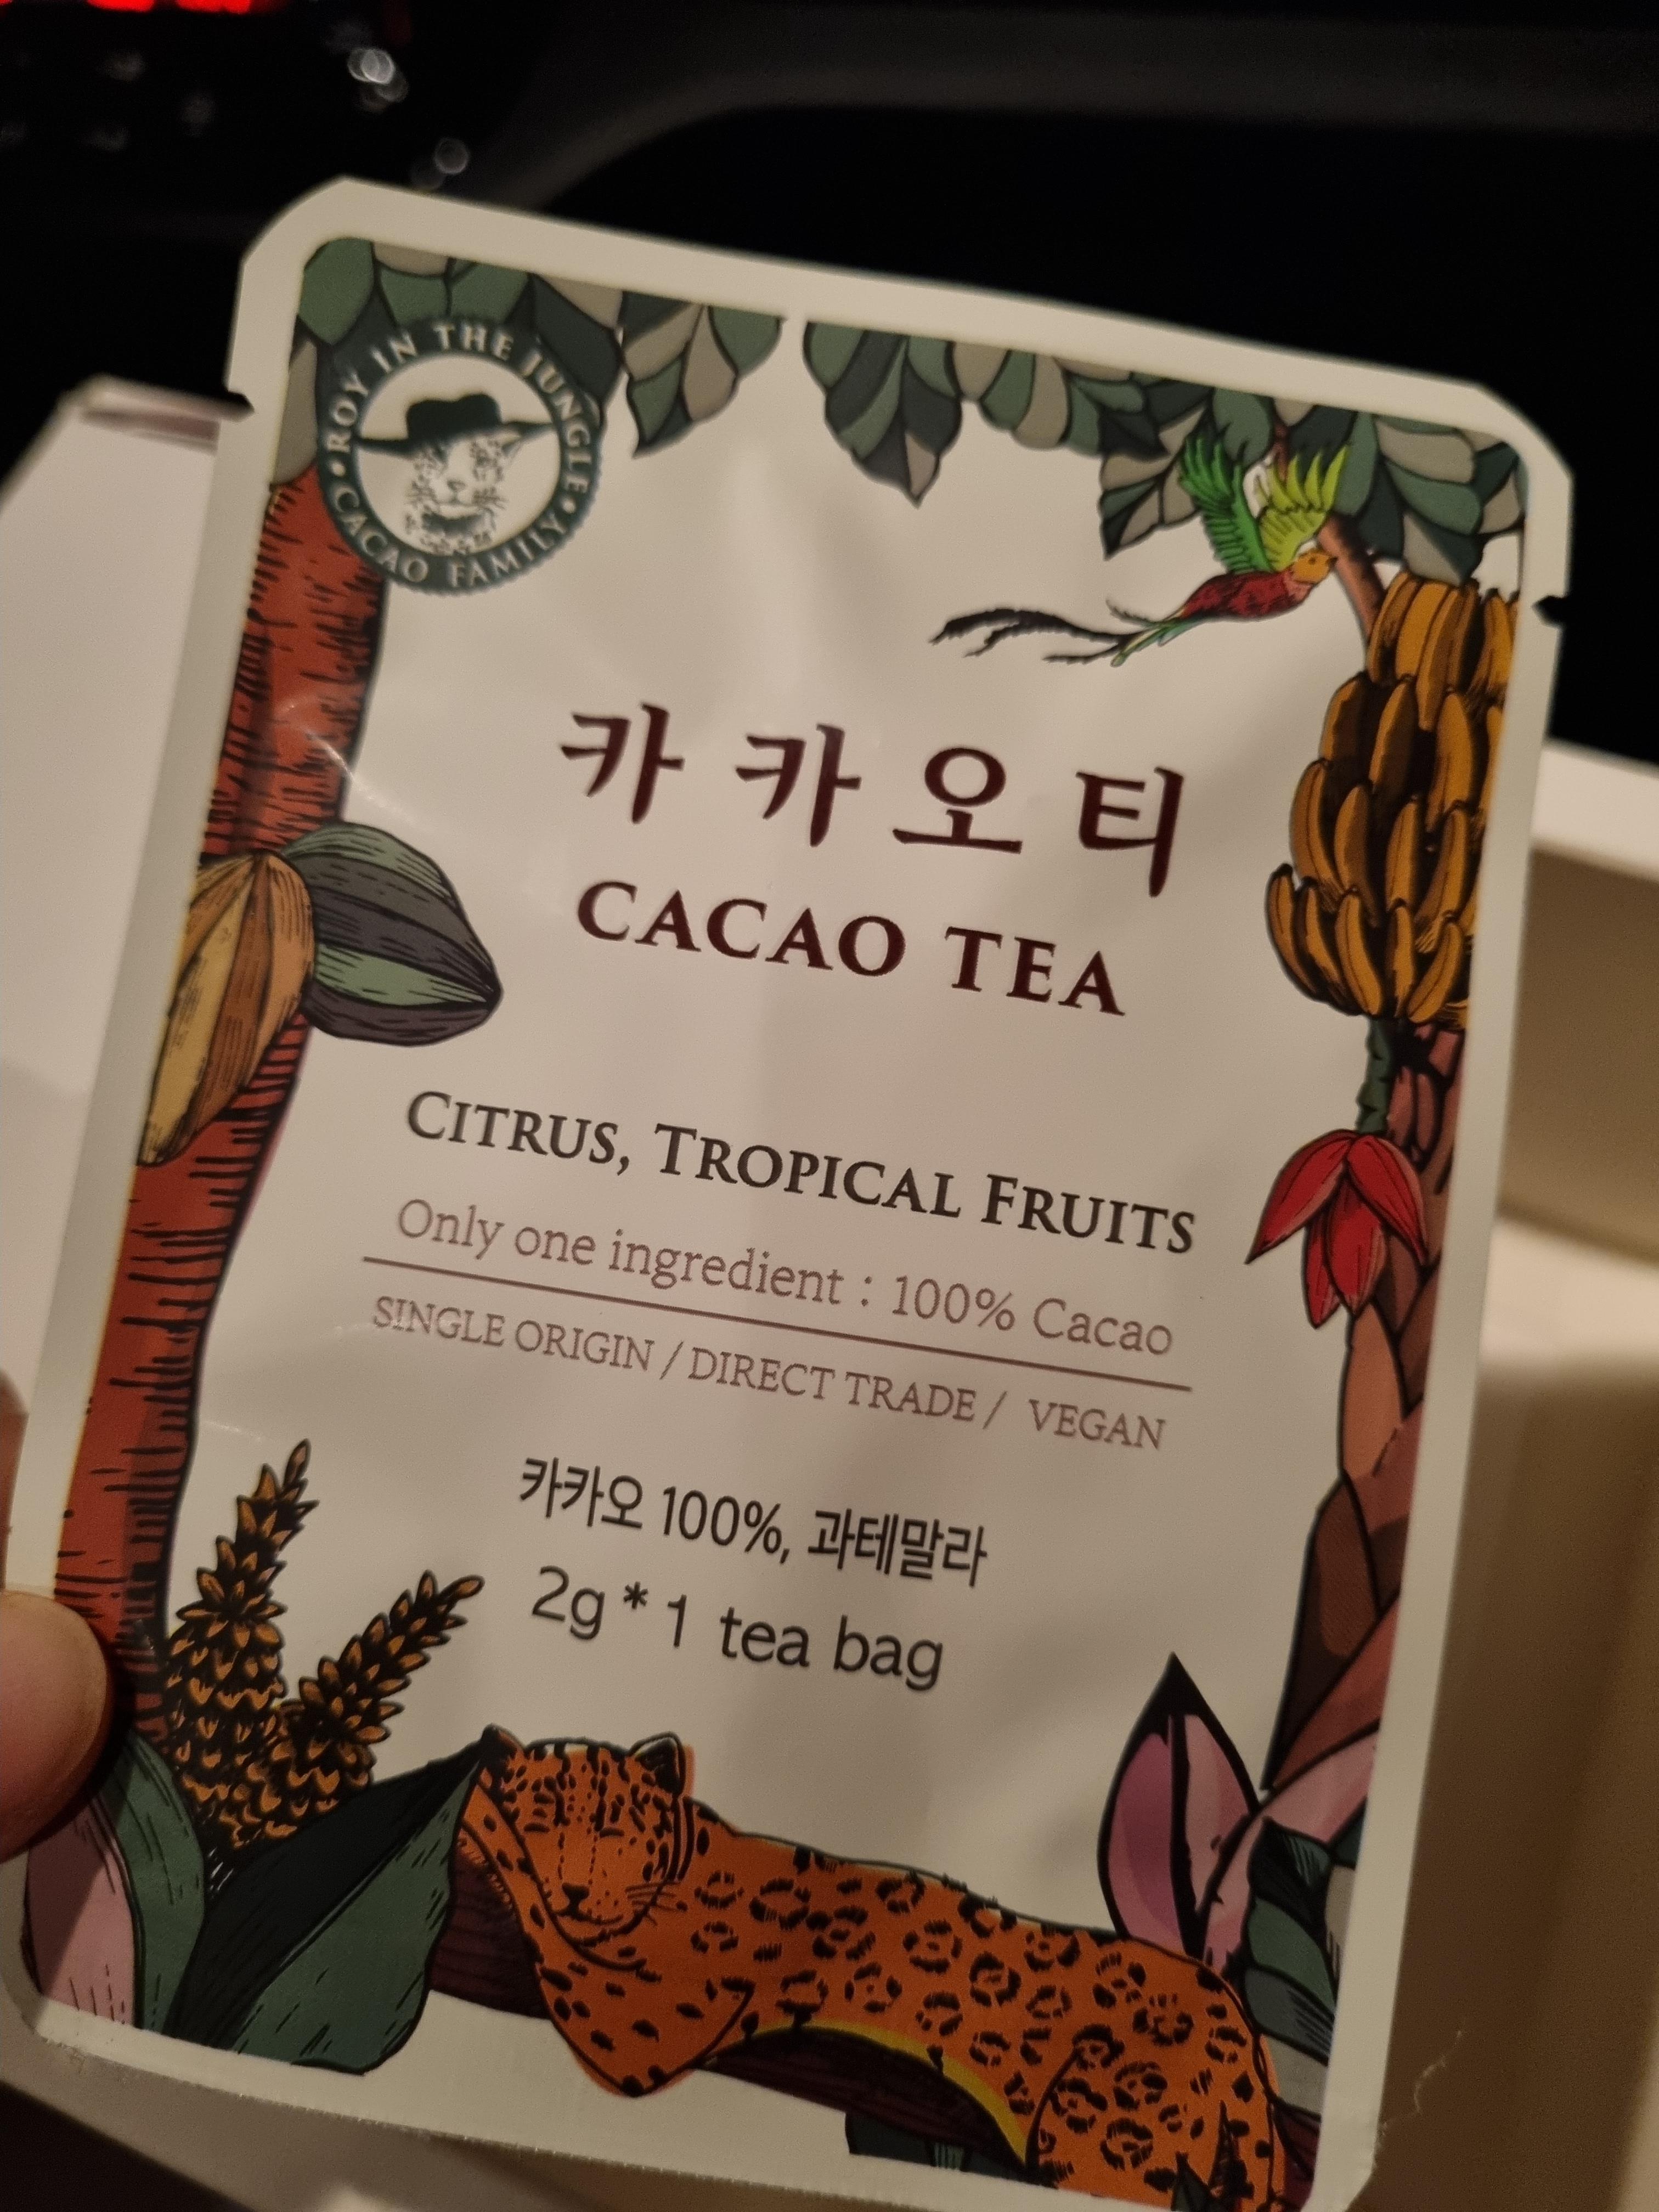 ROY IN THE JUNGLE
CACAO FAMILY
카카오티
CACAO TEA
CITRUS, TROPICAL FRUITS
Only one ingredient : 100% Cacao
SINGLE ORIGIN / DIRECT TRADE / VEGAN
카카오 100%, 과테말라
2g * 1 tea bag